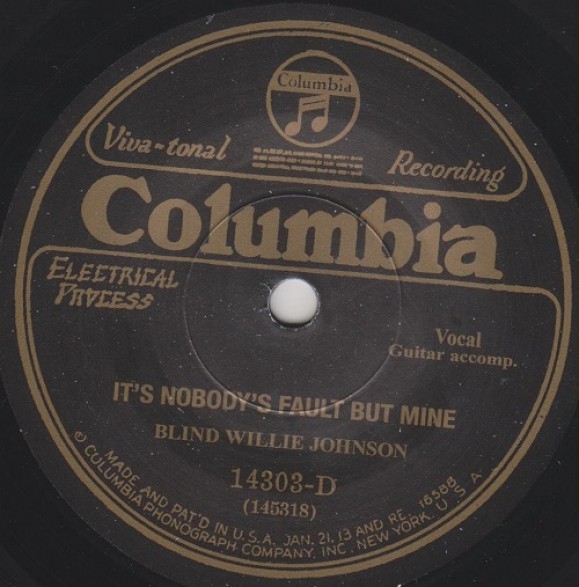 Columbia
Viva-tonal
Recording
Columbia
ELECTRICAL
PROCESS
Vocal
Guitar accomp.
IT'S NOBODY'S FAULT BUT MINE
BLIND WILLIE JOHNSON
14303-D
(145318)
MADE AND PAT'D IN U.S.A. JAN. 21, 13 AND RE. 16588
© COLUMBIA PHONOGRAPH COMPANY, INC. NEW YORK, U.S.A.